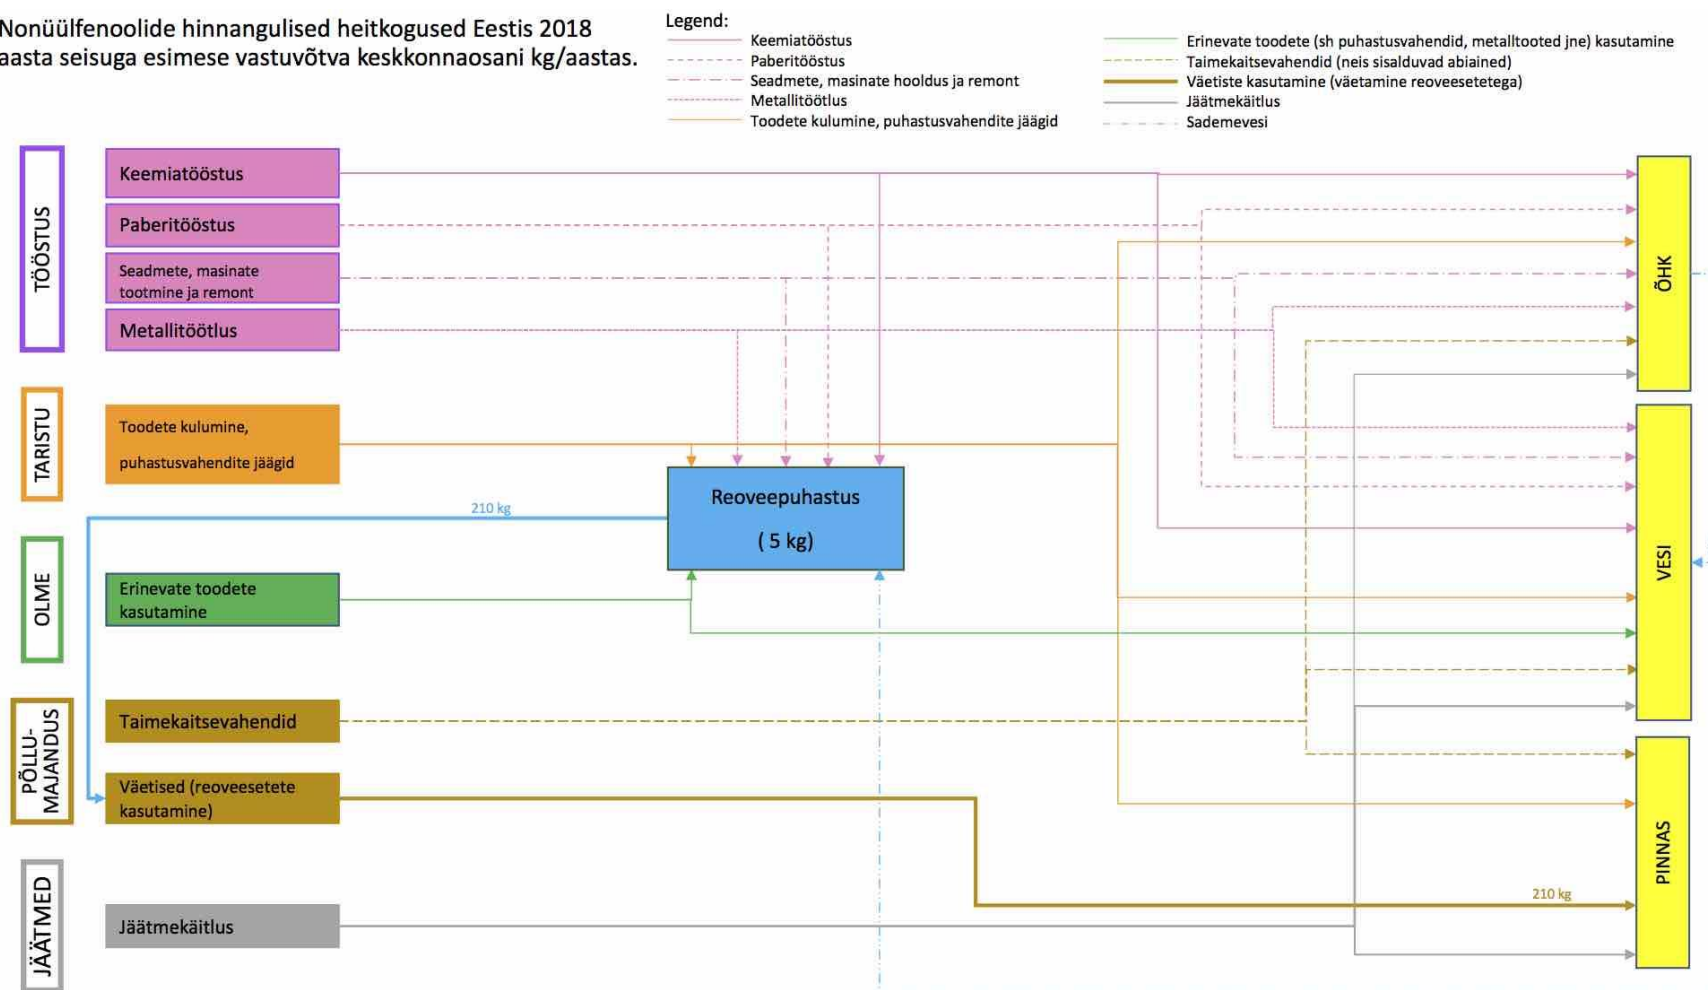 Nonüülfenoolide hinnangulised heitkogused Eestis 2018
aasta seisuga esimese vastuvõtva keskkonnaosani kg/aastas.
Legend:
Keemiatööstus
Paberitööstus
Seadmete, masinate hooldus ja remont
Metallitöötlus
Toodete kulumine, puhastusvahendite jäägid
Erinevate toodete (sh puhastusvahendid, metalltooted jne) kasutamine
Taimekaitsevahendid (neis sisalduvad abiained)
Väetiste kasutamine (väetamine reoveesetetega)
Jäätmekäitlus
Sademevesi
TÖÖSTUS
Keemiatööstus
Paberitööstus
Seadmete, masinate
tootmine ja remont
Metallitöötlus
TARISTU
Toodete kulumine,
puhastusvahendite jäägid
210 kg
Reoveepuhastus
( 5 kg)
OLME
Erinevate toodete
kasutamine
PÕLLU-
MAJANDUS
Taimekaitsevahendid
Väetised (reoveesetete
kasutamine)
JÄÄTMED
Jäätmekäitlus
ÕHK
VESI
PINNAS
210 kg